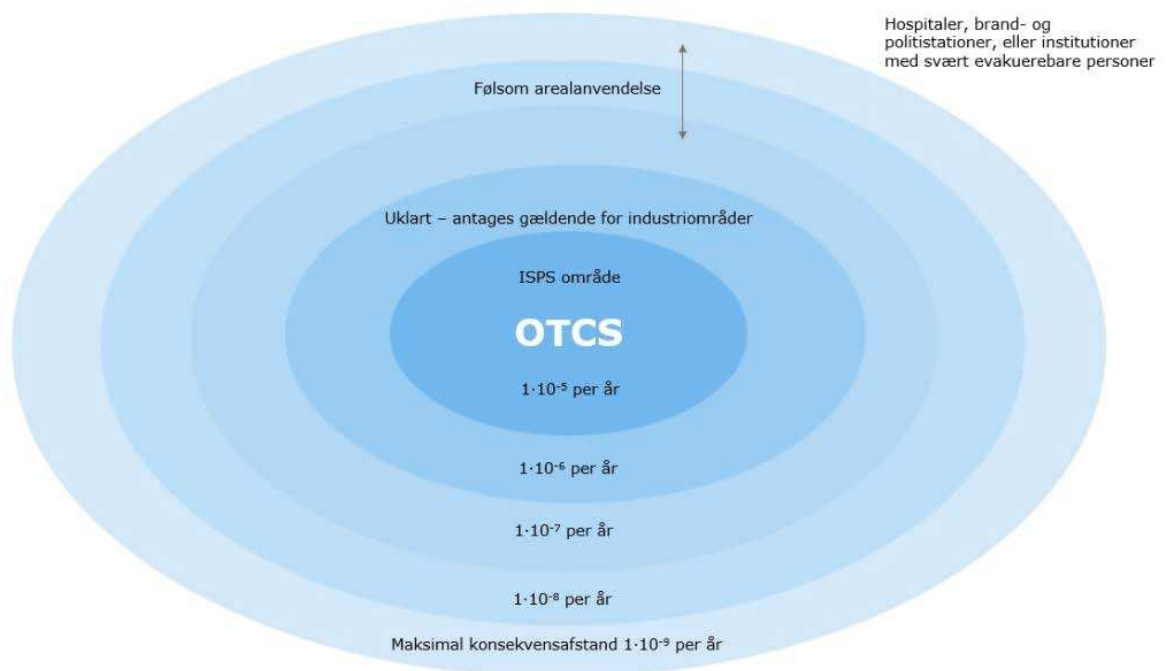 Hospitaler, brand- og
politistationer, eller institutioner
med svært evakuerebare personer
Følsom arealanvendelse
Uklart – antages gældende for industriområder
ISPS område
OTCS
1·10⁻⁵ per år
1·10⁻⁶ per år
1·10⁻⁷ per år
1·10⁻⁸ per år
Maksimal konsekvensafstand 1·10⁻⁹ per år